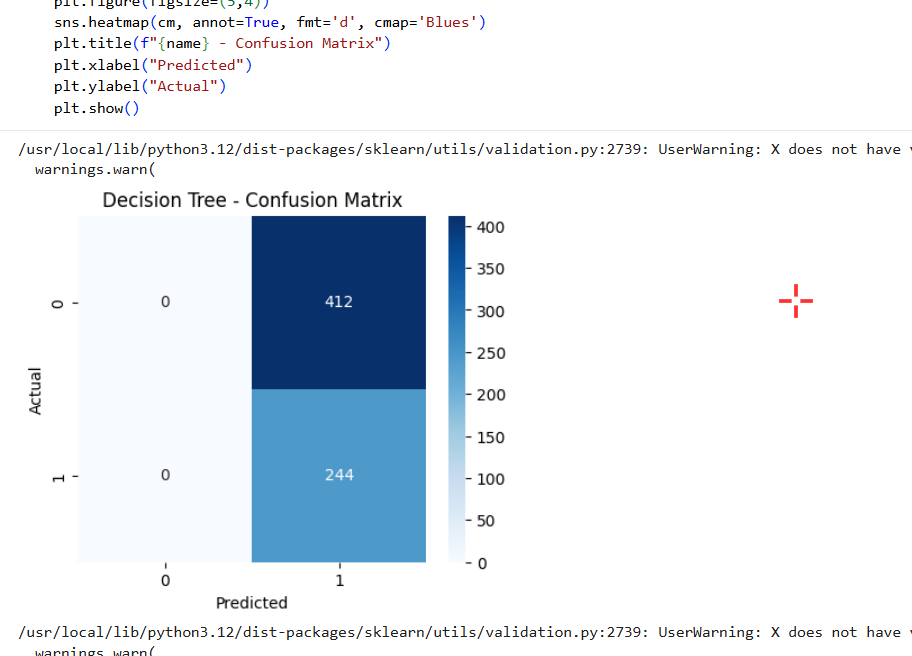 plt.figure(figsize=(5,4))
sns.heatmap(cm, annot=True, fmt='d', cmap='Blues')
plt.title(f"{name} - Confusion Matrix")
plt.xlabel("Predicted")
plt.ylabel("Actual")
plt.show()
/usr/local/lib/python3.12/dist-packages/sklearn/utils/validation.py:2739: UserWarning: X does not have
warnings.warn(
Decision Tree - Confusion Matrix
400
350
300
250
200
150
100
50
0
0
412
0
244
0
1
Actual
0
1
Predicted
/usr/local/lib/python3.12/dist-packages/sklearn/utils/validation.py:2739: UserWarning: X does not have
warnings.warn(